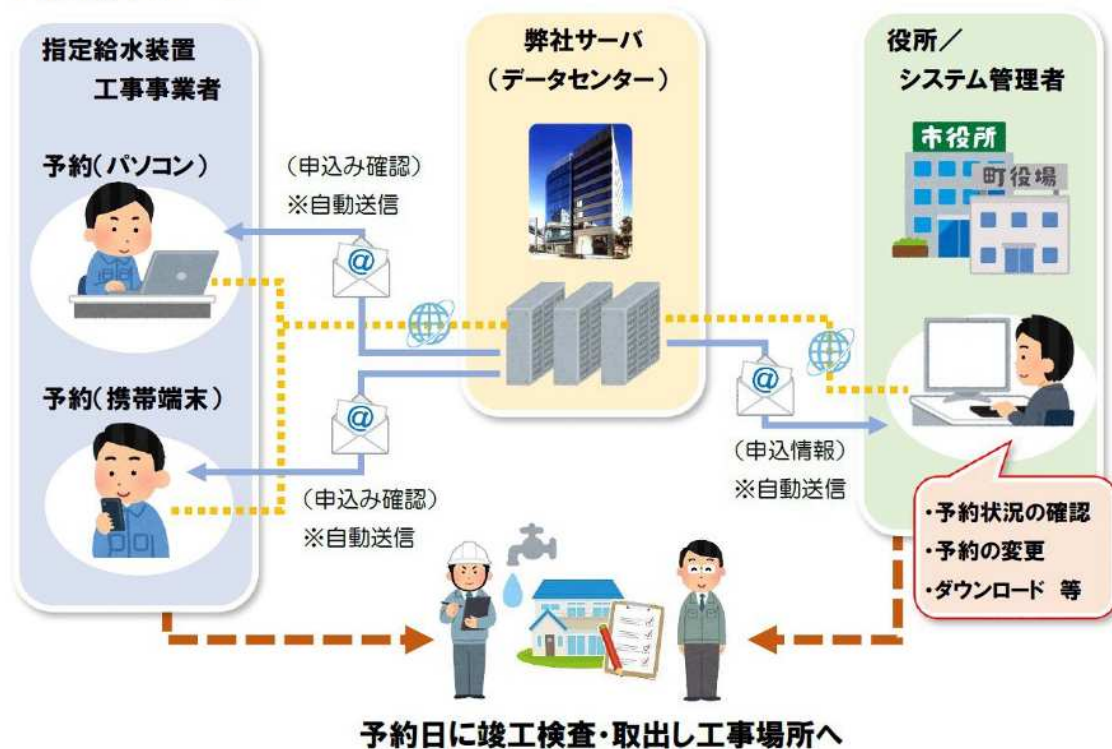 指定給水装置
工事事業者
予約(パソコン)
予約(携帯端末)
(申込み確認)
※自動送信
@
@
(申込み確認)
※自動送信
弊社サーバ
(データセンター)
@
(申込情報)
※自動送信
役所／
システム管理者
市役所
町役場
・予約状況の確認
・予約の変更
・ダウンロード 等
予約日に竣工検査・取出し工事場所へ